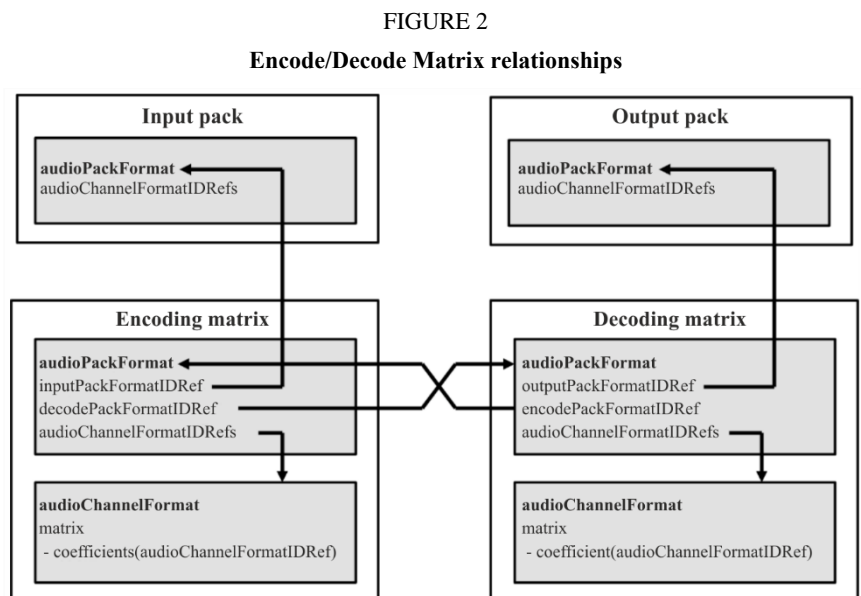 FIGURE 2
Encode/Decode Matrix relationships
Input pack
audioPackFormat
audioChannelFormatIDRefs
Output pack
audioPackFormat
audioChannelFormatIDRefs
Encoding matrix
audioPackFormat
inputPackFormatIDRef
decodePackFormatIDRef
audioChannelFormatIDRefs
audioChannelFormat
matrix
- coefficients(audioChannelFormatIDRef)
Decoding matrix
audioPackFormat
outputPackFormatIDRef
encodePackFormatIDRef
audioChannelFormatIDRefs
audioChannelFormat
matrix
- coefficient(audioChannelFormatIDRef)